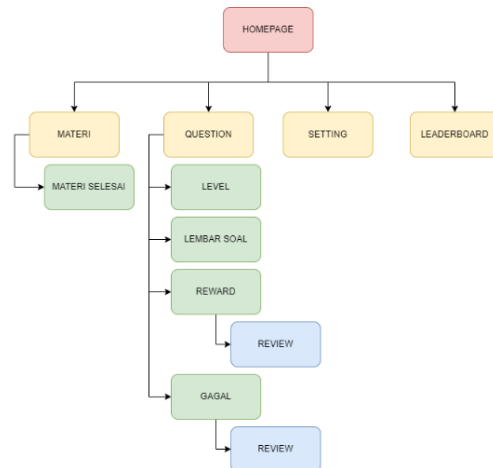 HOMEPAGE
MATERI
QUESTION
SETTING
LEADERBOARD
MATERI SELESAI
LEVEL
LEMBAR SOAL
REWARD
REVIEW
GAGAL
REVIEW